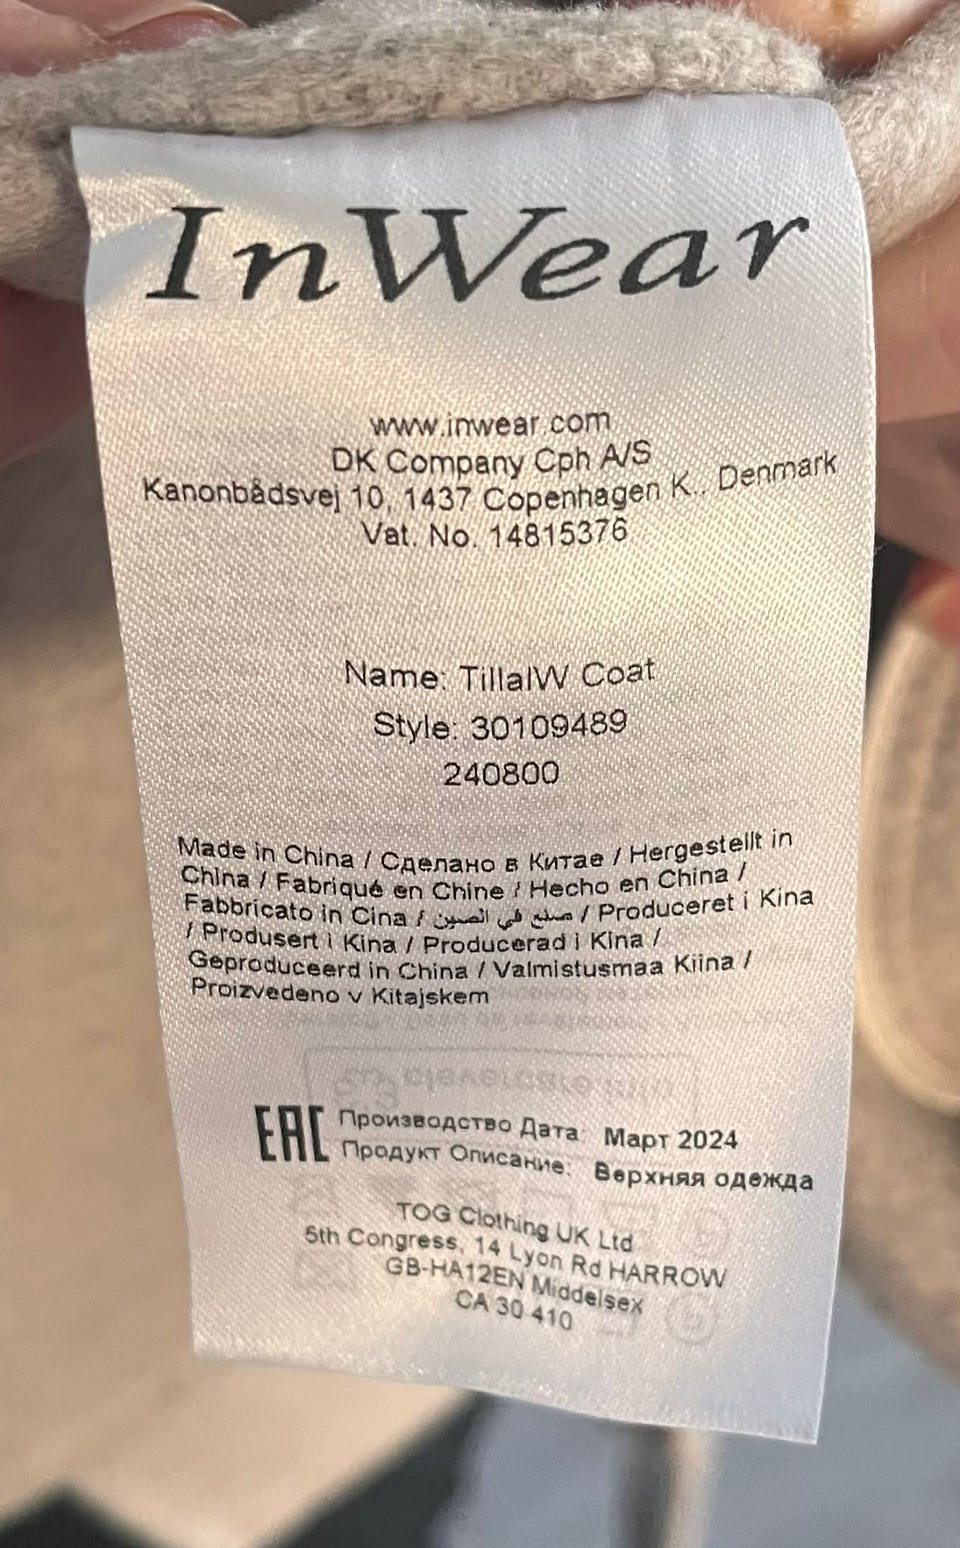 InWear
www.inwear.com
DK Company Cph A/S
Kanonbådsvej 10, 1437 Copenhagen K., Denmark
Vat. No. 14815376
Name: TillaIW Coat
Style: 30109489
240800
Made in China / Сделано в Китае / Hergestellt in
China / Fabriqué en Chine / Hecho en China /
Fabbricato in Cina / صنع في الصين / Produceret i Kina
/ Produsert i Kina / Producerad i Kina /
Geproduceerd in China / Valmistusmaa Kiina /
Proizvedeno v Kitajskem
EAC Производство Дата: Март 2024
Продукт Описание: Верхняя одежда
TOG Clothing UK Ltd
5th Congress, 14 Lyon Rd HARROW
GB-HA12EN Middelsex
CA 30 410